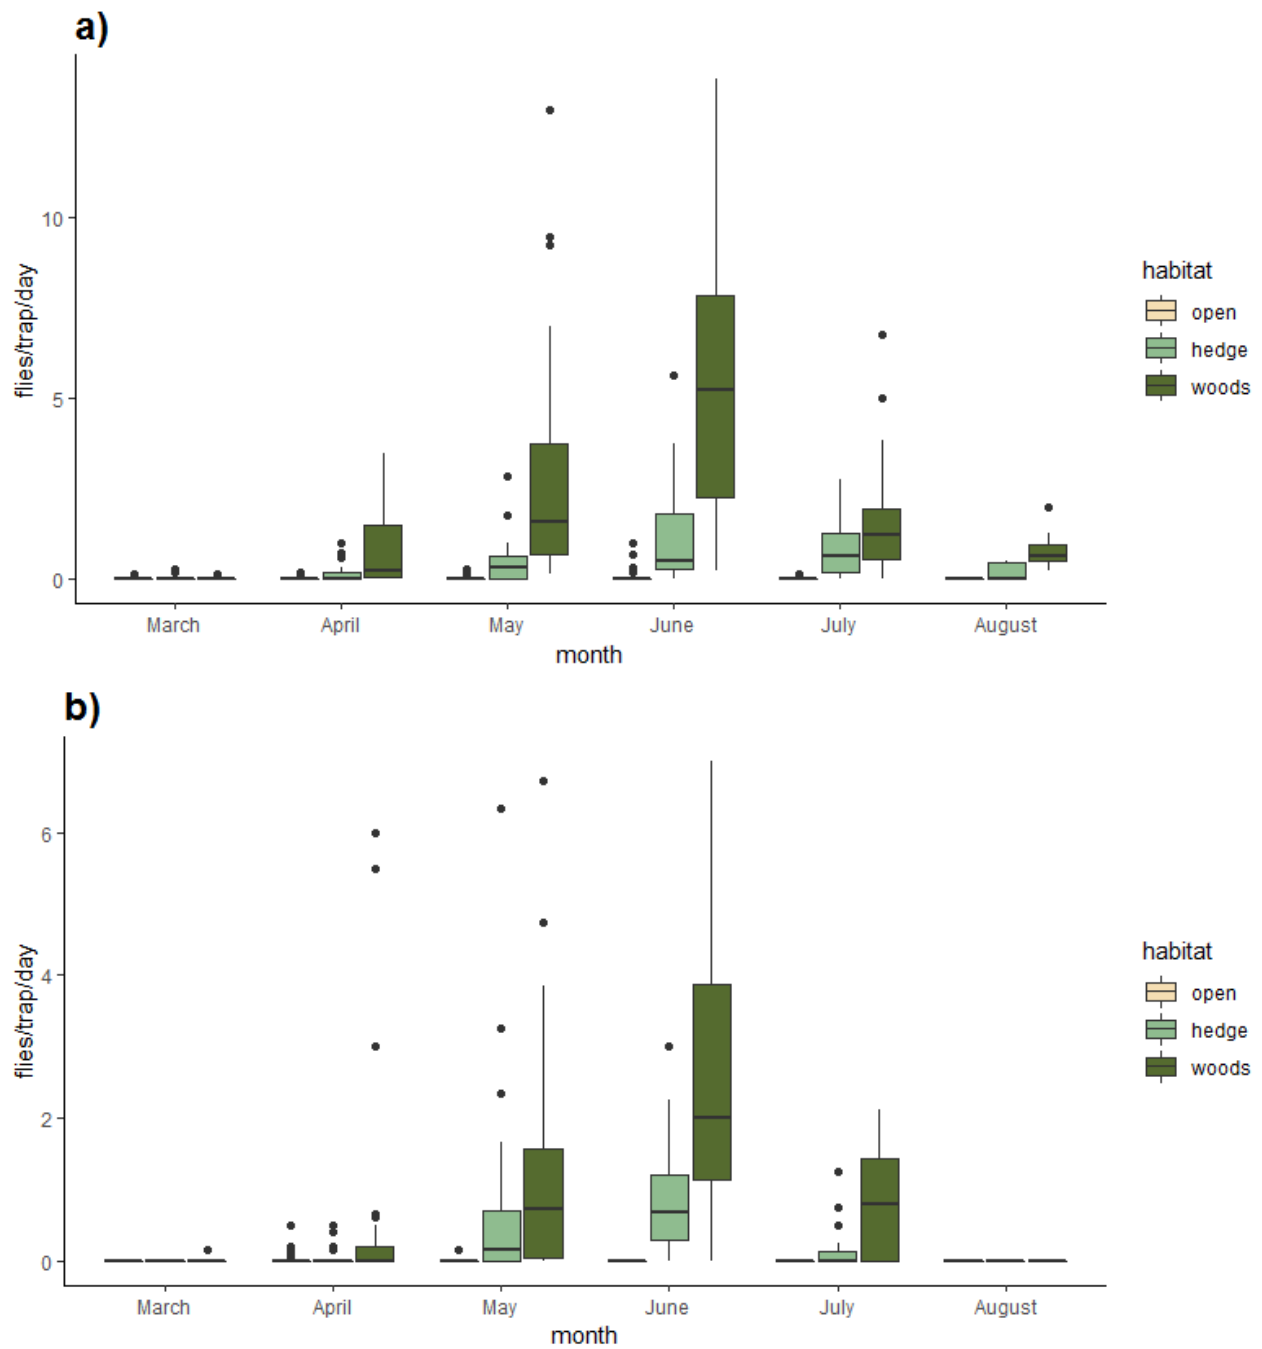 a)
flies/trap/day
10
5
0
March April May June July August
month
habitat
open
hedge
woods
b)
flies/trap/day
6
4
2
0
March April May June July August
month
habitat
open
hedge
woods